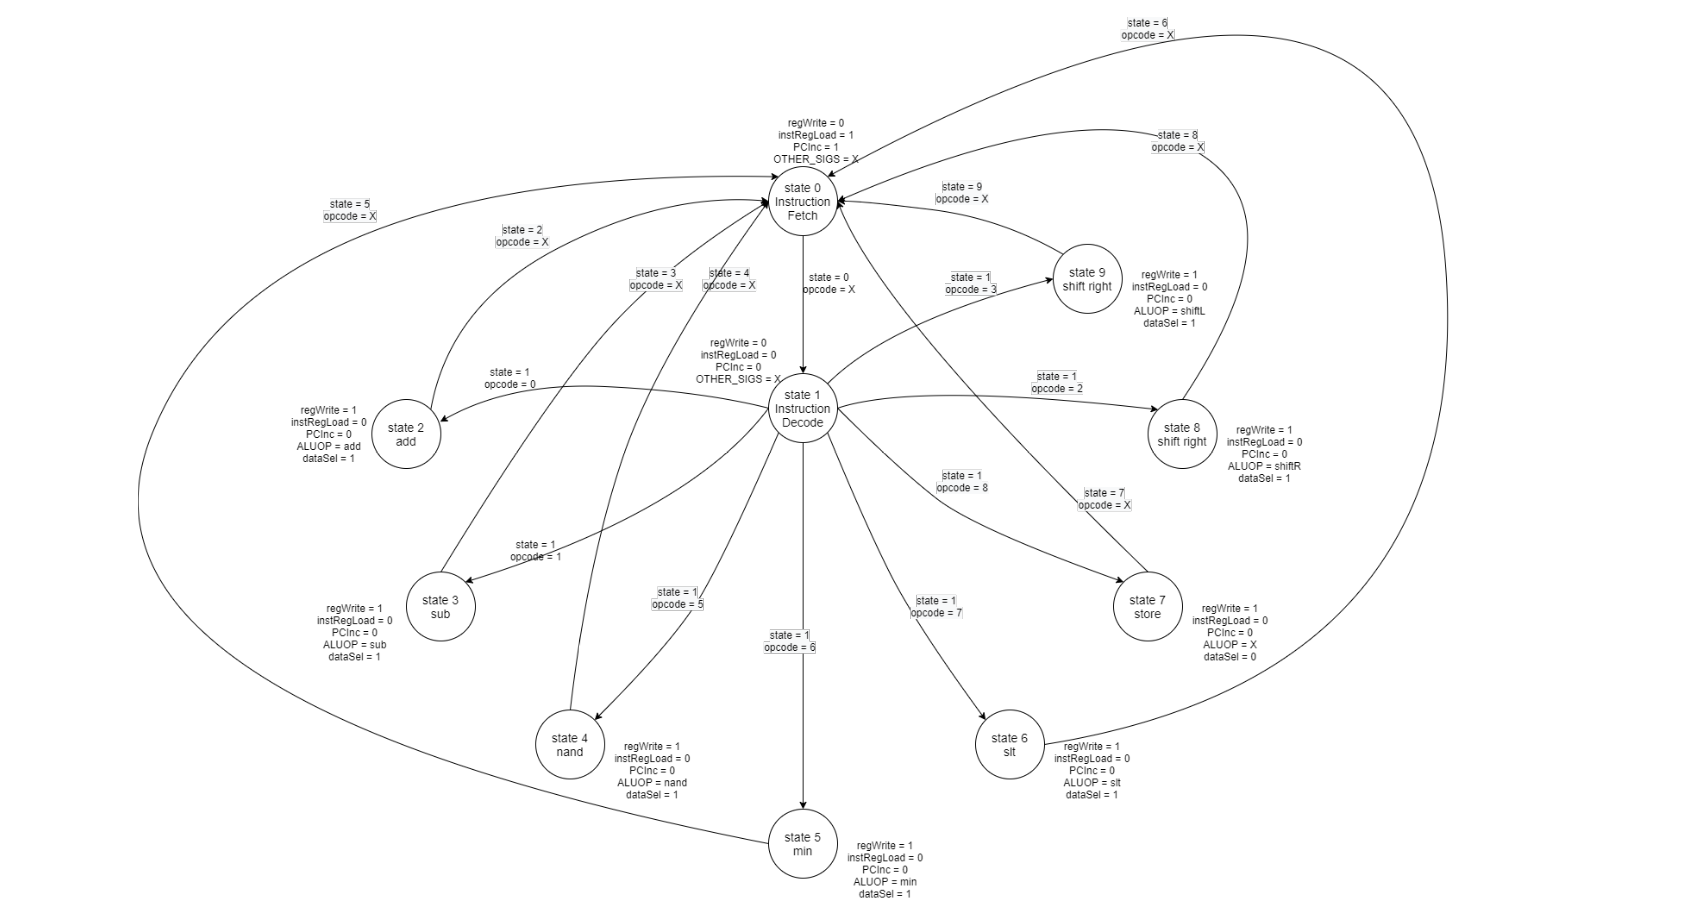 state = 6
opcode = X
regWrite = 0
instRegLoad = 1
PCInc = 1
OTHER_SIGS = X
state = 8
opcode = X
state 0
Instruction
Fetch
state = 9
opcode = X
state = 5
opcode = X
state = 2
opcode = X
state = 3
opcode = X
state = 4
opcode = X
state = 0
opcode = X
state = 1
opcode = 3
state 9
shift right
regWrite = 1
instRegLoad = 0
PCInc = 0
ALUOP = shiftL
dataSel = 1
regWrite = 0
instRegLoad = 0
PCInc = 0
OTHER_SIGS = X
state = 1
opcode = 0
state 1
Instruction
Decode
state = 1
opcode = 2
regWrite = 1
instRegLoad = 0
PCInc = 0
ALUOP = add
dataSel = 1
state 2
add
state 8
shift right
regWrite = 1
instRegLoad = 0
PCInc = 0
ALUOP = shiftR
dataSel = 1
state = 1
opcode = 8
state = 7
opcode = X
state = 1
opcode = 1
regWrite = 1
instRegLoad = 0
PCInc = 0
ALUOP = sub
dataSel = 1
state 3
sub
state = 1
opcode = 5
state = 1
opcode = 6
state = 1
opcode = 7
state 7
store
regWrite = 1
instRegLoad = 0
PCInc = 0
ALUOP = X
dataSel = 0
state 4
nand
regWrite = 1
instRegLoad = 0
PCInc = 0
ALUOP = nand
dataSel = 1
state 6
slt
regWrite = 1
instRegLoad = 0
PCInc = 0
ALUOP = slt
dataSel = 1
state 5
min
regWrite = 1
instRegLoad = 0
PCInc = 0
ALUOP = min
dataSel = 1